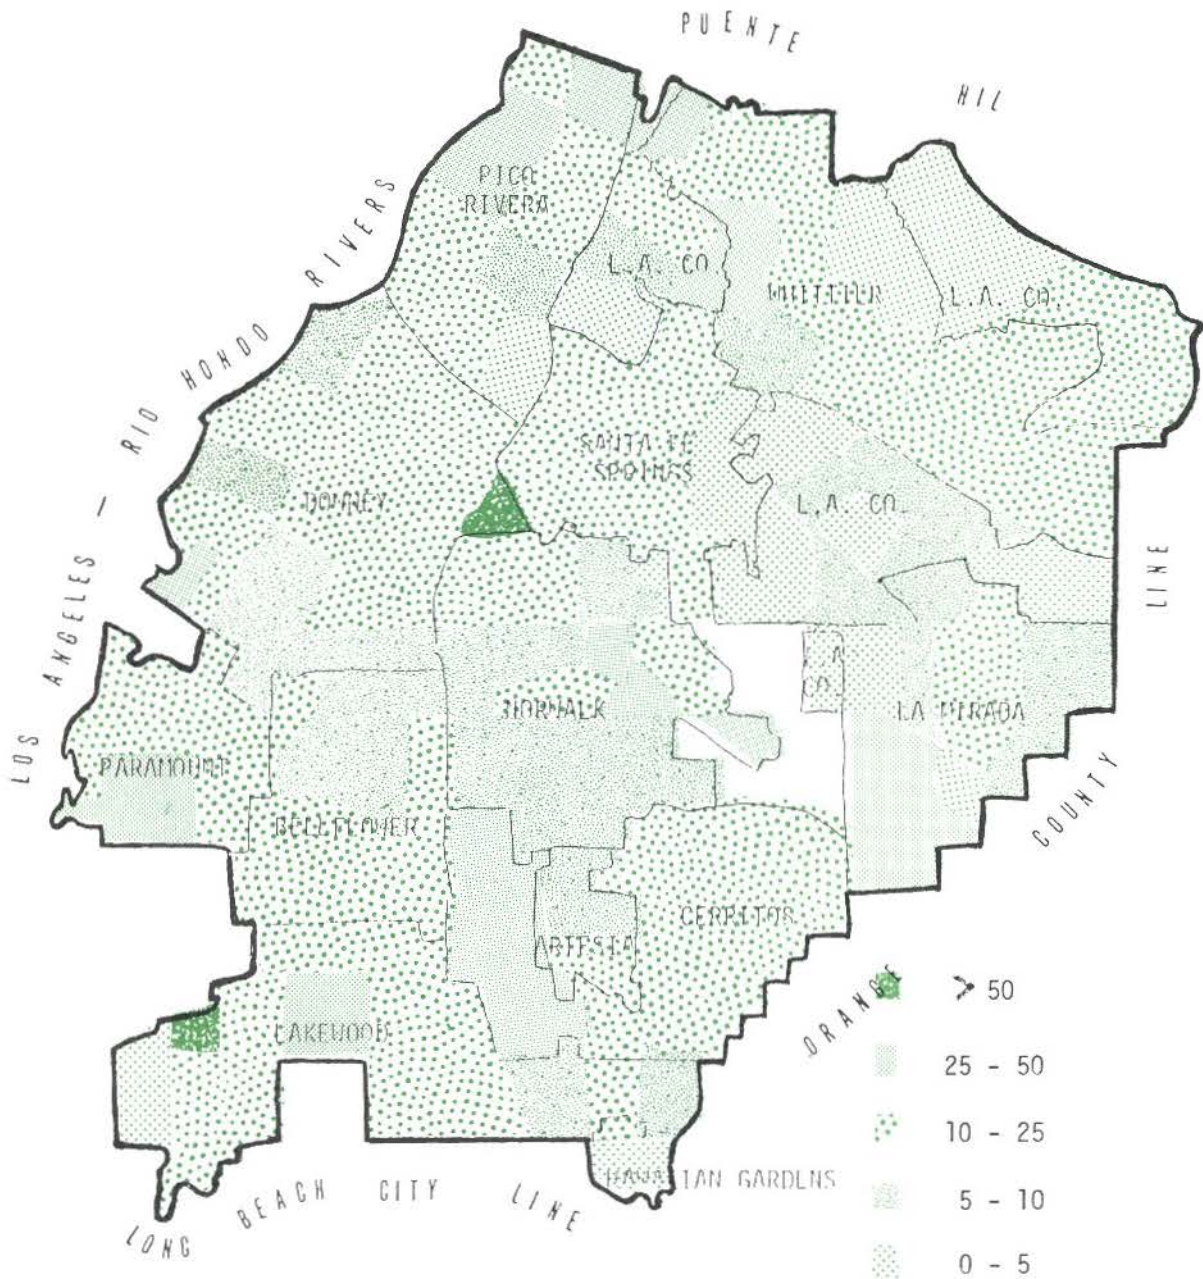 PUENTE
HIL
LOS ANGELES — RIO HONDO RIVERS
PICO
RIVERA
L.A. CO
WHITTIER
L.A. CO.
SANTA FE
SPRINGS
DOWNEY
L.A. CO.
LINE
CO.
NORWALK
LA MIRADA
PARAMOUNT
BELLFLOWER
COUNTY
CERRITOS
ARTESIA
ORANGE
LAKEWOOD
> 50
25 - 50
10 - 25
5 - 10
0 - 5
HAWAIIAN GARDENS
LONG BEACH CITY LINE